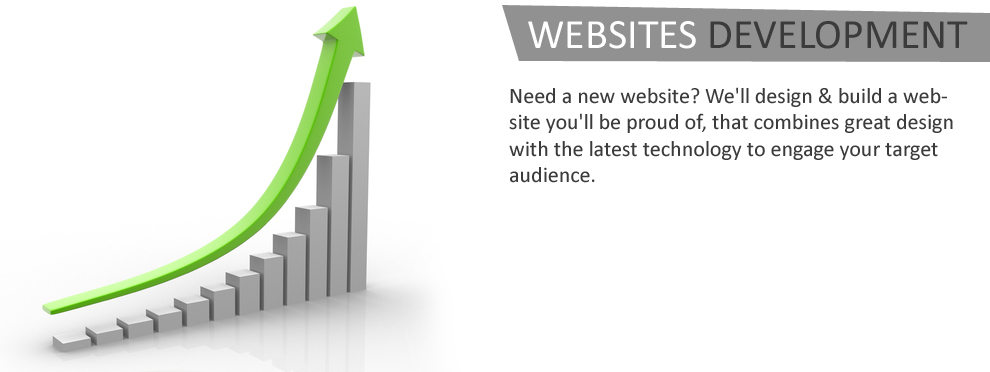 WEBSITES DEVELOPMENT
Need a new website? We'll design & build a web-
site you'll be proud of, that combines great design
with the latest technology to engage your target
audience.